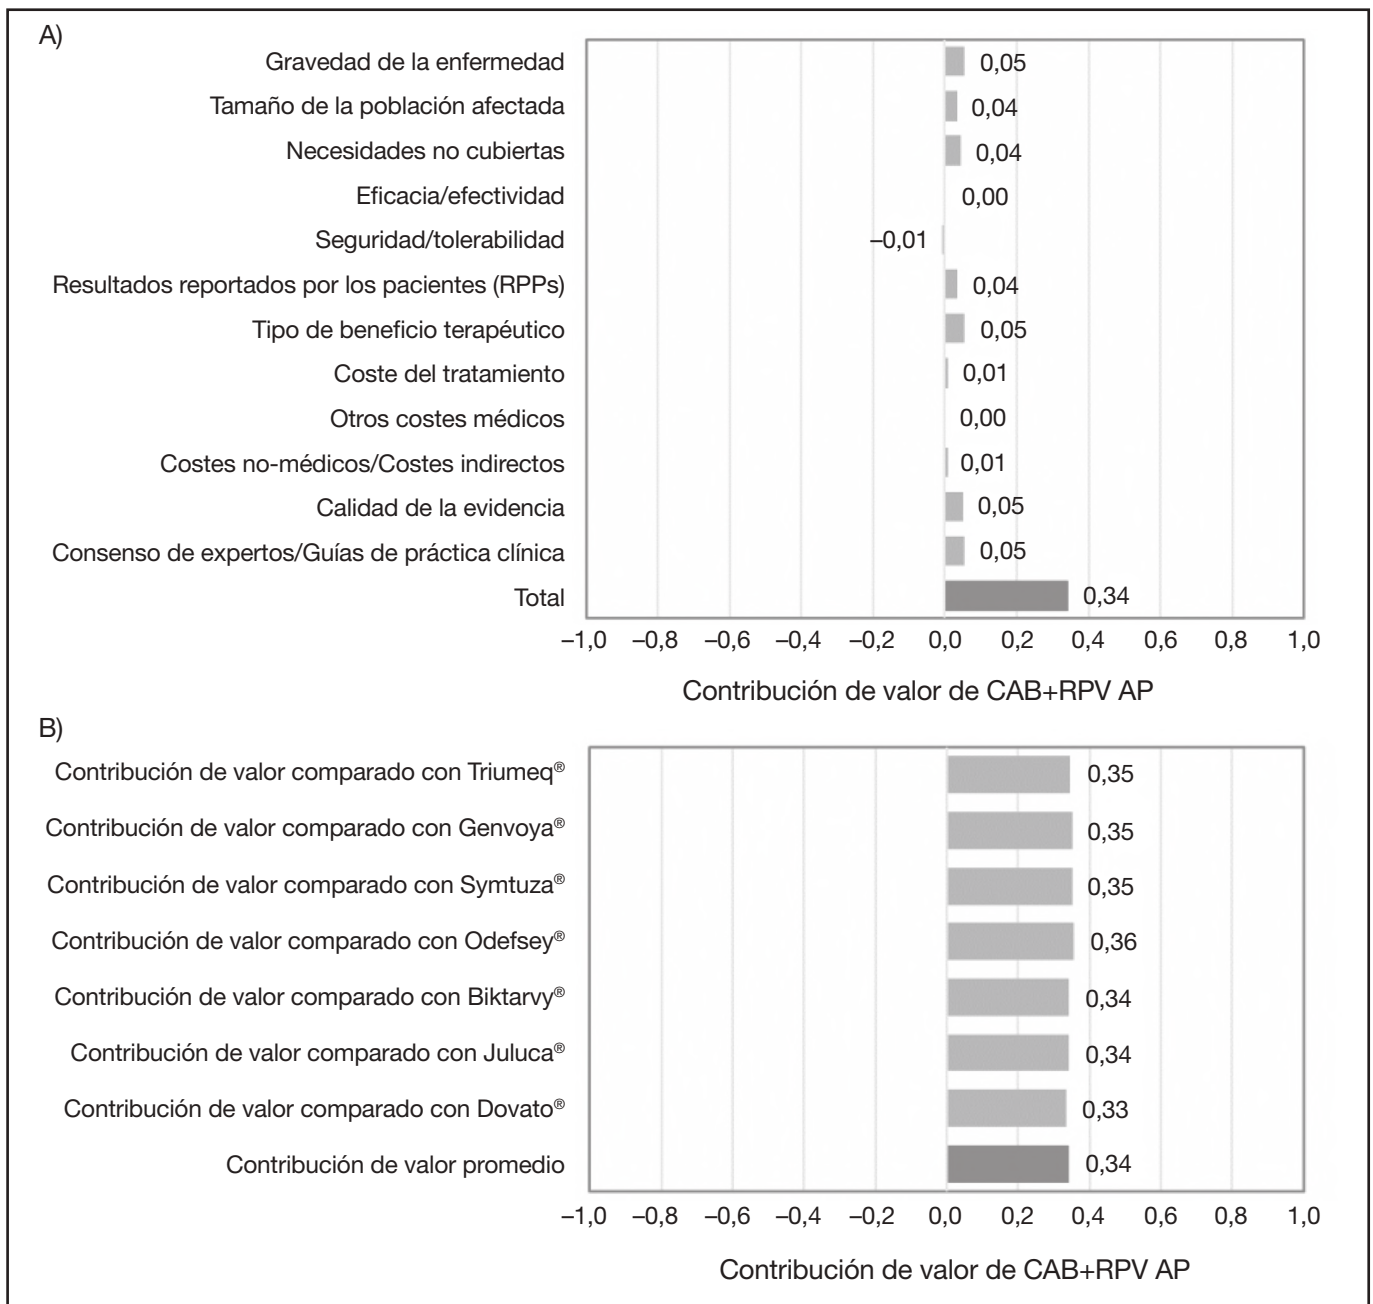 A)
Gravedad de la enfermedad 0,05
Tamaño de la población afectada 0,04
Necesidades no cubiertas 0,04
Eficacia/efectividad 0,00
Seguridad/tolerabilidad –0,01
Resultados reportados por los pacientes (RPPs) 0,04
Tipo de beneficio terapéutico 0,05
Coste del tratamiento 0,01
Otros costes médicos 0,00
Costes no-médicos/Costes indirectos 0,01
Calidad de la evidencia 0,05
Consenso de expertos/Guías de práctica clínica 0,05
Total 0,34
–1,0 –0,8 –0,6 –0,4 –0,2 0,0 0,2 0,4 0,6 0,8 1,0
Contribución de valor de CAB+RPV AP
B)
Contribución de valor comparado con Triumeq® 0,35
Contribución de valor comparado con Genvoya® 0,35
Contribución de valor comparado con Symtuza® 0,35
Contribución de valor comparado con Odefsey® 0,36
Contribución de valor comparado con Biktarvy® 0,34
Contribución de valor comparado con Juluca® 0,34
Contribución de valor comparado con Dovato® 0,33
Contribución de valor promedio 0,34
–1,0 –0,8 –0,6 –0,4 –0,2 0,0 0,2 0,4 0,6 0,8 1,0
Contribución de valor de CAB+RPV AP